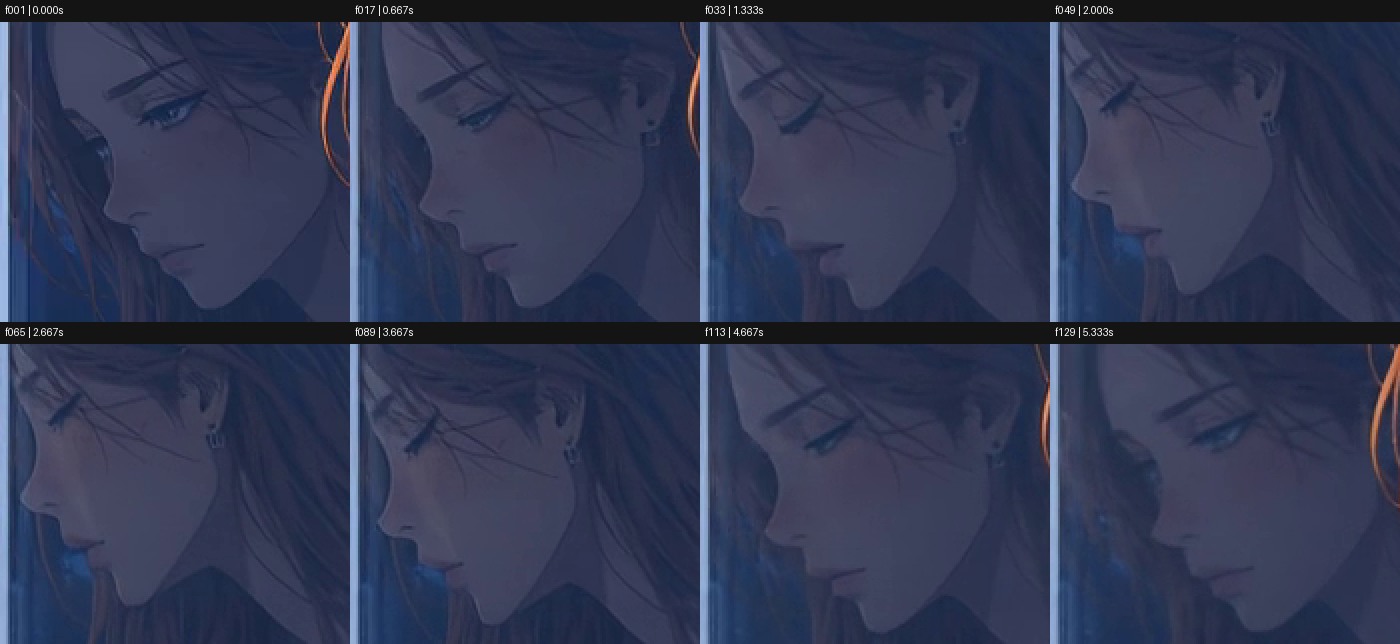 f001 | 0.000s
f017 | 0.667s
f033 | 1.333s
f049 | 2.000s
f065 | 2.667s
f089 | 3.667s
f113 | 4.667s
f129 | 5.333s